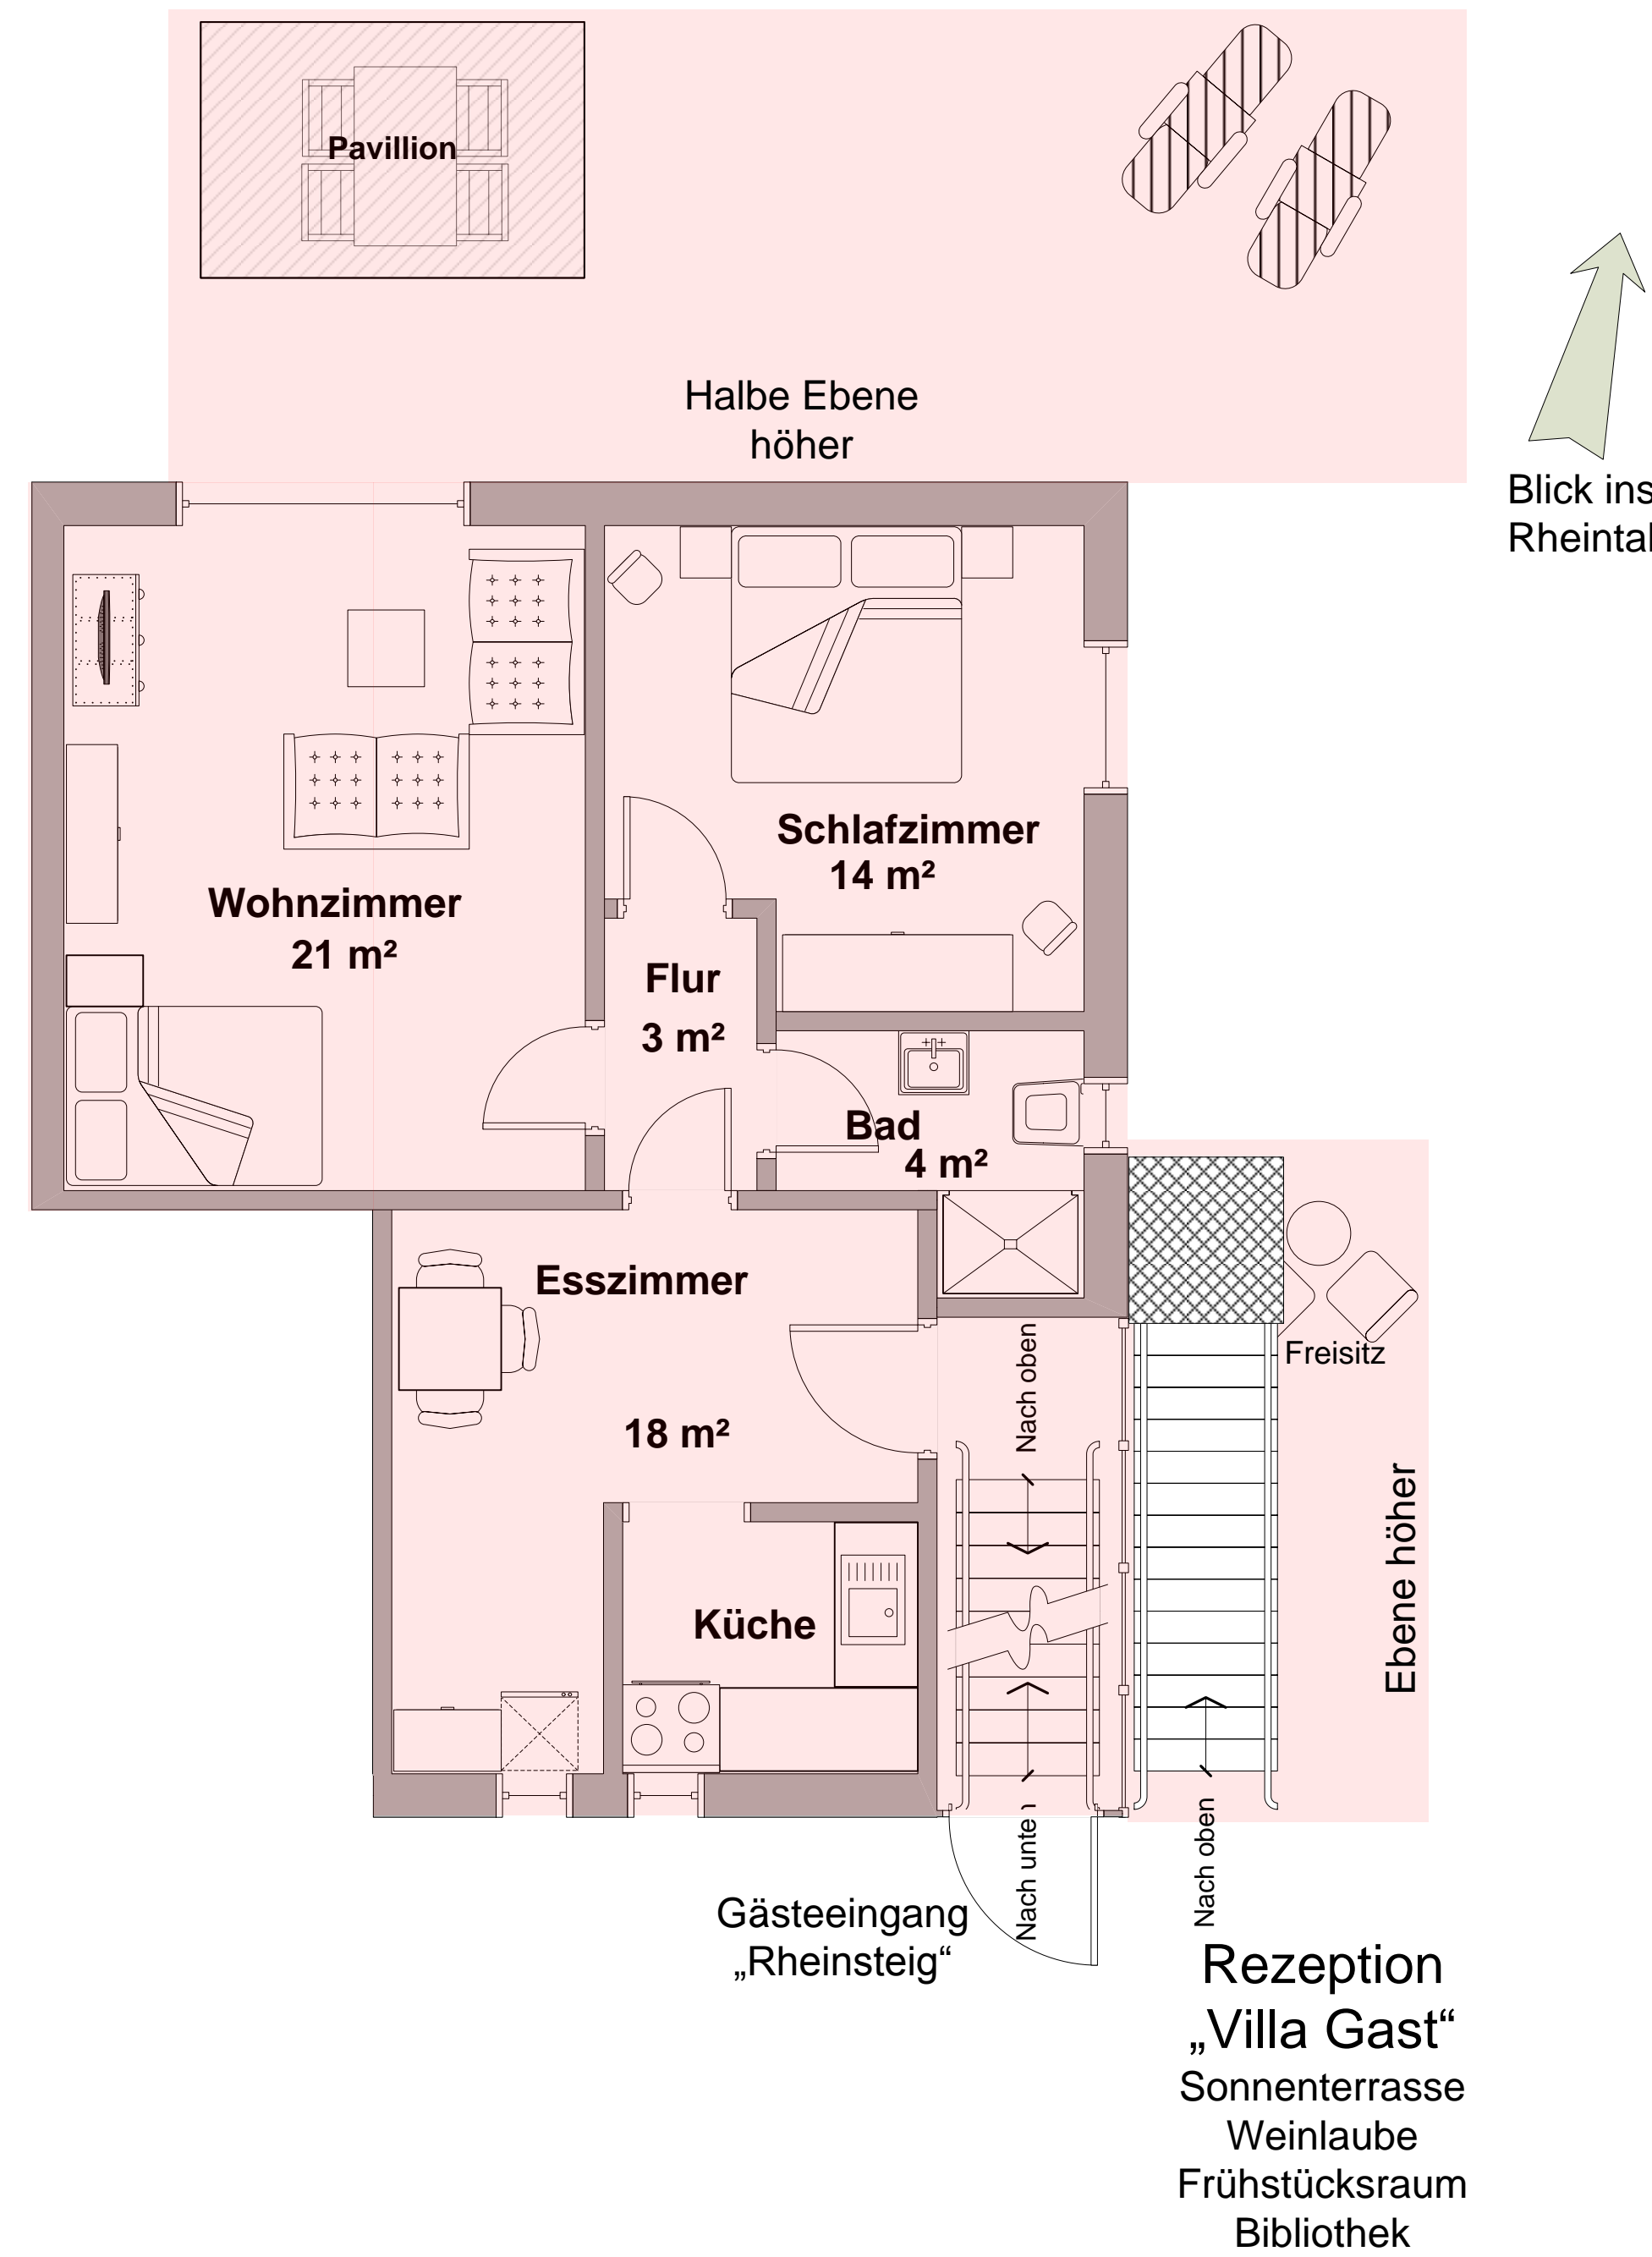 Pavillion
Halbe Ebene
höher
Blick ins
Rheintal
Schlafzimmer
14 m²
Wohnzimmer
21 m²
Flur
3 m²
Bad
4 m²
Esszimmer
18 m²
Nach oben
Freisitz
Ebene höher
Küche
Nach unten
Nach oben
Gästeeingang
„Rheinsteig“
Rezeption
„Villa Gast“
Sonnenterrasse
Weinlaube
Frühstücksraum
Bibliothek